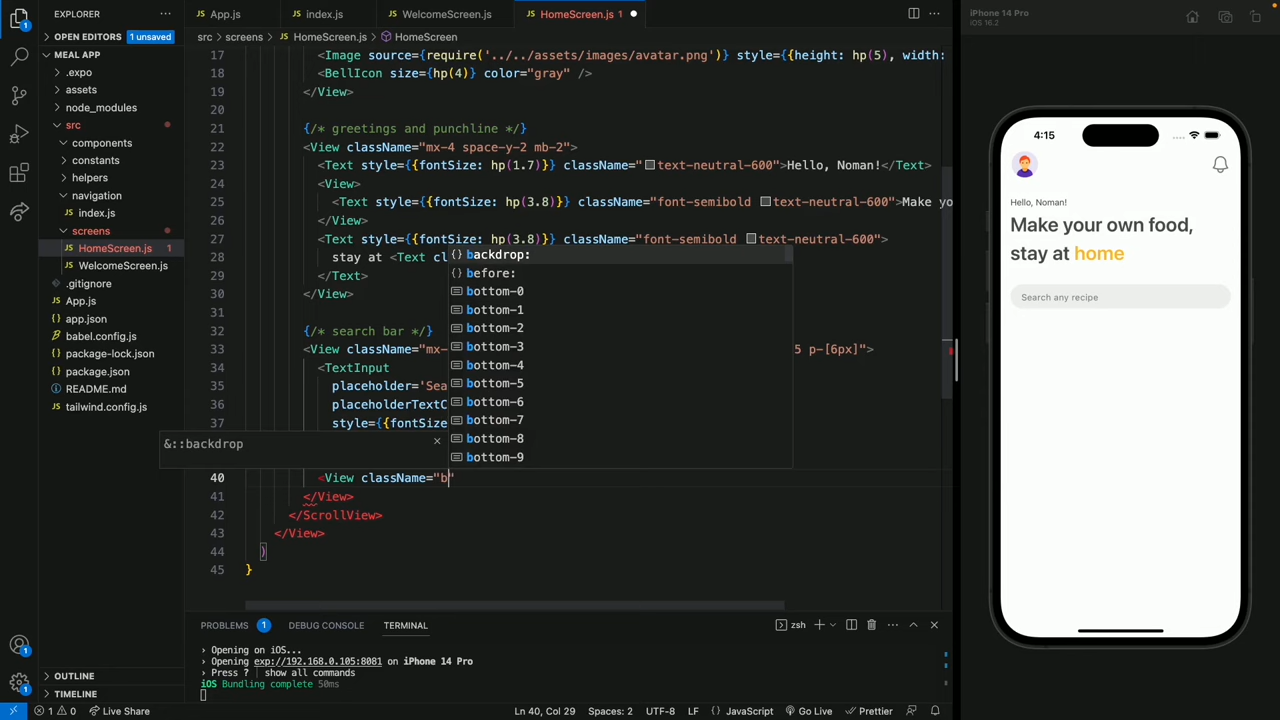 EXPLORER
App.js
index.js
WelcomeScreen.js
HomeScreen.js 1
iPhone 14 Pro
iOS 16.2
OPEN EDITORS 1 unsaved
src > screens > HomeScreen.js > HomeScreen
MEAL APP
.expo
assets
node_modules
src
components
constants
helpers
navigation
index.js
screens
HomeScreen.js 1
WelcomeScreen.js
.gitignore
App.js
app.json
babel.config.js
package-lock.json
package.json
README.md
tailwind.config.js
OUTLINE
TIMELINE
17 <Image source={require('../../assets/images/avatar.png')} style={{height: hp(5), width:
18 <BellIcon size={hp(4)} color="gray" />
19 </View>
20
21 {/* greetings and punchline */}
22 <View className="mx-4 space-y-2 mb-2">
23 <Text style={{fontSize: hp(1.7)}} className="text-neutral-600">Hello, Noman!</Text>
24 <View>
25 <Text style={{fontSize: hp(3.8)}} className="font-semibold text-neutral-600">Make yo
26 </View>
27 <Text style={{fontSize: hp(3.8)}} className="font-semibold text-neutral-600">
28 stay at <Text cl
29 </Text>
30 </View>
31
32 {/* search bar */}
33 <View className="mx- 5 p-[6px]">
34 <TextInput
35 placeholder='Sea
36 placeholderTextC
37 style={{fontSize
40 <View className="b"
41 </View>
42 </ScrollView>
43 </View>
44 )
45 }
backdrop:
before:
bottom-0
bottom-1
bottom-2
bottom-3
bottom-4
bottom-5
bottom-6
bottom-7
bottom-8
bottom-9
&::backdrop
PROBLEMS 1 DEBUG CONSOLE TERMINAL
zsh
› Opening on iOS...
› Opening exp://192.168.0.105:8081 on iPhone 14 Pro
› Press ? | show all commands
iOS Bundling complete 50ms
1 0 Live Share
Ln 40, Col 29 Spaces: 2 UTF-8 LF {} JavaScript Go Live Prettier
4:15
Hello, Noman!
Make your own food,
stay at home
Search any recipe
1
1